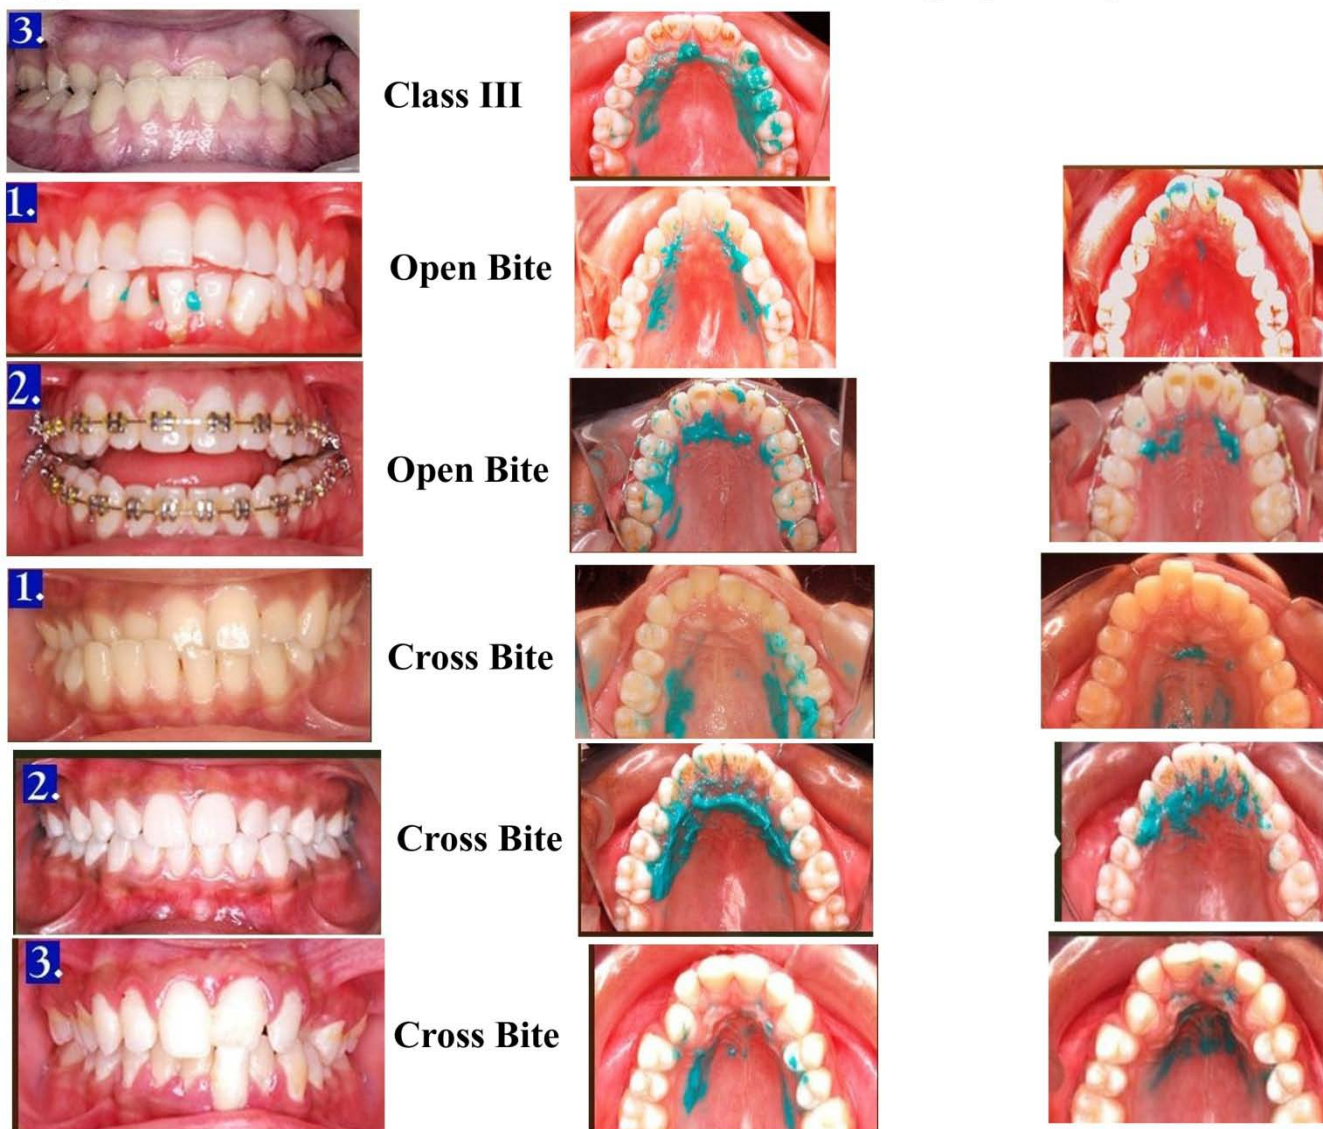 3.
Class III
1.
Open Bite
2.
Open Bite
1.
Cross Bite
2.
Cross Bite
3.
Cross Bite